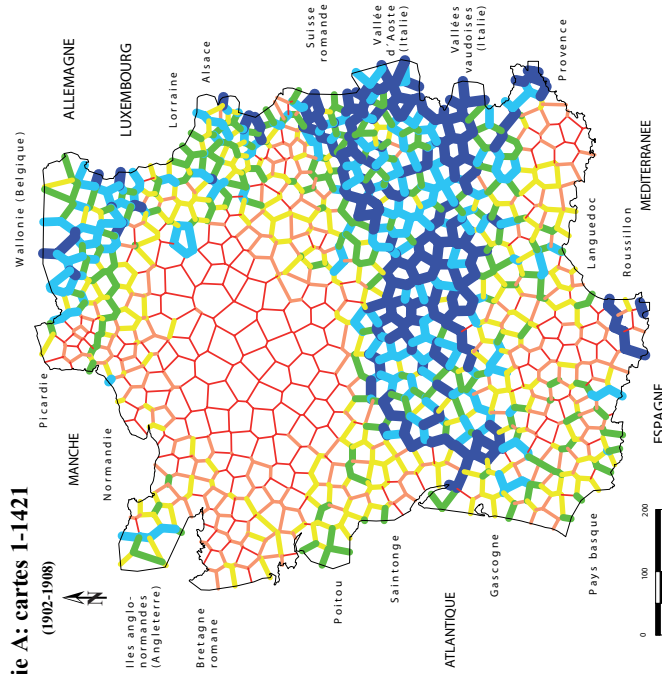 ie A: cartes 1-1421
(1902-1908)
N
Iles anglo-
normandes
(Angleterre)
Bretagne
romane
MANCHE
Normandie
Picardie
Wallonie (Belgique)
ALLEMAGNE
LUXEMBOURG
Lorraine
Alsace
Suisse
romande
Vallée
d'Aoste
(Italie)
Vallées
vaudoises
(Italie)
Provence
Poitou
Saintonge
ATLANTIQUE
Gascogne
Pays basque
Languedoc
Roussillon
MEDITERRANEE
ESPAGNE
0 100 200